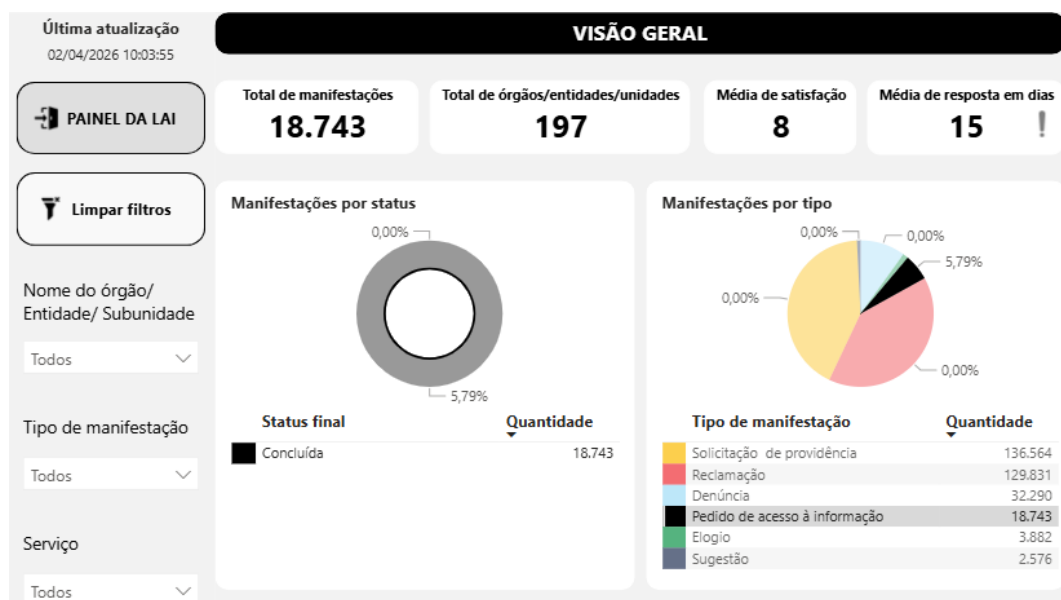 Última atualização
02/04/2026 10:03:55
PAINEL DA LAI
Limpar filtros
Nome do órgão/
Entidade/ Subunidade
Todos
Tipo de manifestação
Todos
Serviço
Todos
VISÃO GERAL
Total de manifestações
18.743
Total de órgãos/entidades/unidades
197
Média de satisfação
8
Média de resposta em dias
15 !
Manifestações por status
0,00%
5,79%
Status final Quantidade
Concluída 18.743
Manifestações por tipo
0,00%
0,00%
5,79%
0,00%
0,00%
Tipo de manifestação Quantidade
Solicitação de providência 136.564
Reclamação 129.831
Denúncia 32.290
Pedido de acesso à informação 18.743
Elogio 3.882
Sugestão 2.576